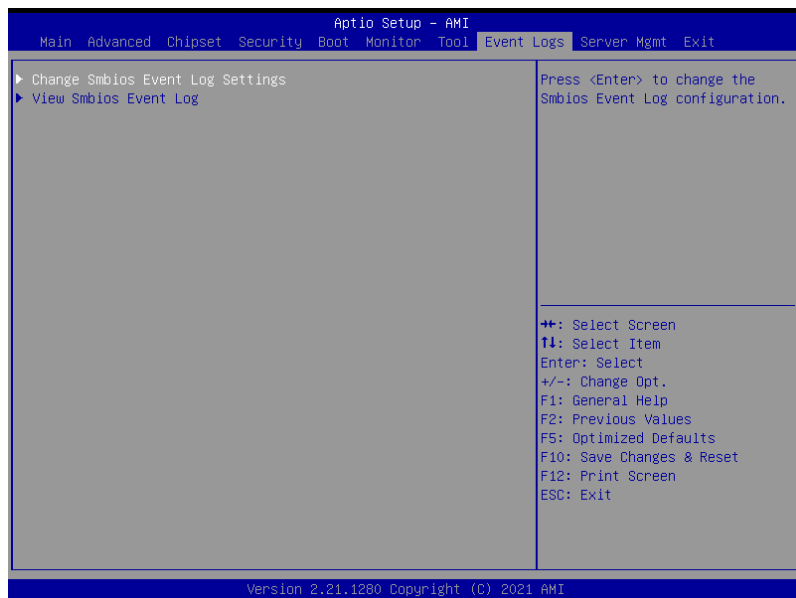 Aptio Setup – AMI
Main Advanced Chipset Security Boot Monitor Tool Event Logs Server Mgmt Exit
▶ Change Smbios Event Log Settings
▶ View Smbios Event Log
Press <Enter> to change the
Smbios Event Log configuration.
→←: Select Screen
↑↓: Select Item
Enter: Select
+/-: Change Opt.
F1: General Help
F2: Previous Values
F5: Optimized Defaults
F10: Save Changes & Reset
F12: Print Screen
ESC: Exit
Version 2.21.1280 Copyright (C) 2021 AMI